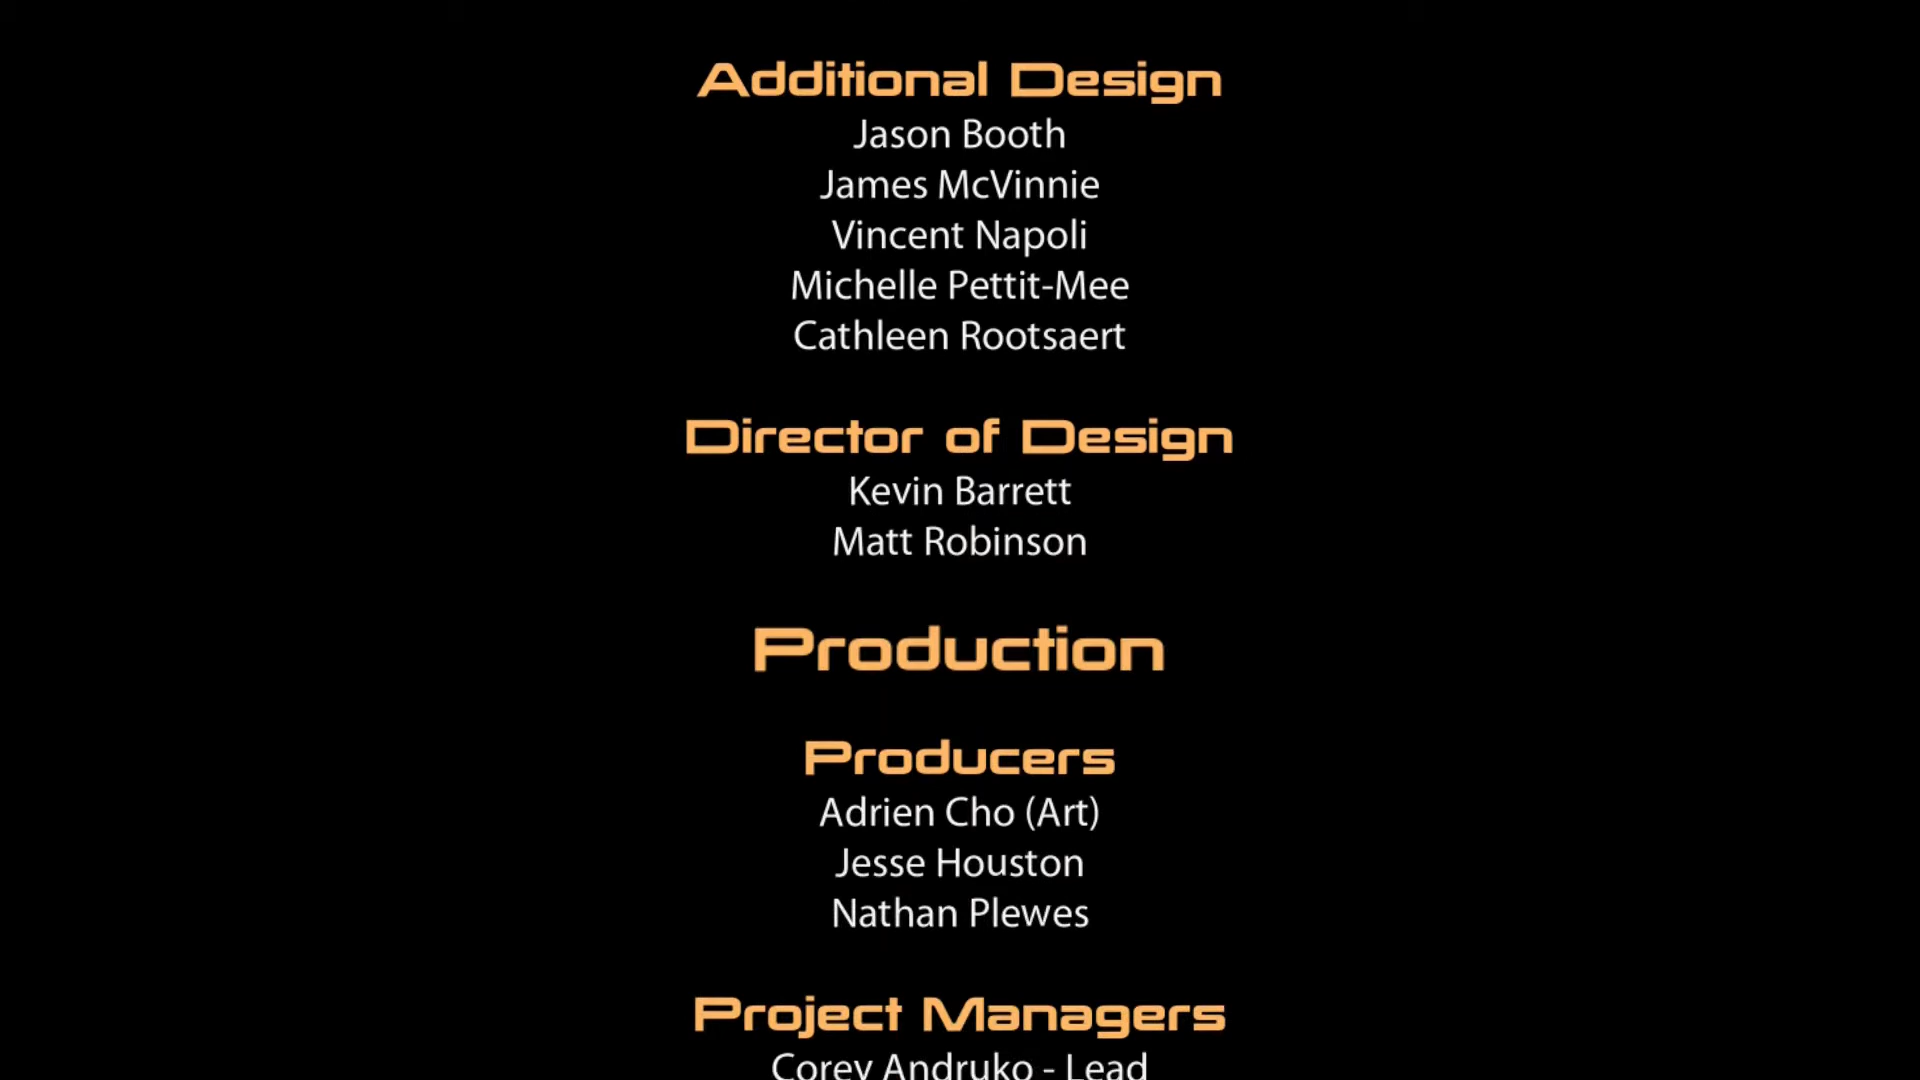 Additional Design
Jason Booth
James McVinnie
Vincent Napoli
Michelle Pettit-Mee
Cathleen Rootsaert
Director of Design
Kevin Barrett
Matt Robinson
Production
Producers
Adrien Cho (Art)
Jesse Houston
Nathan Plewes
Project Managers
Corey Andruko - Lead